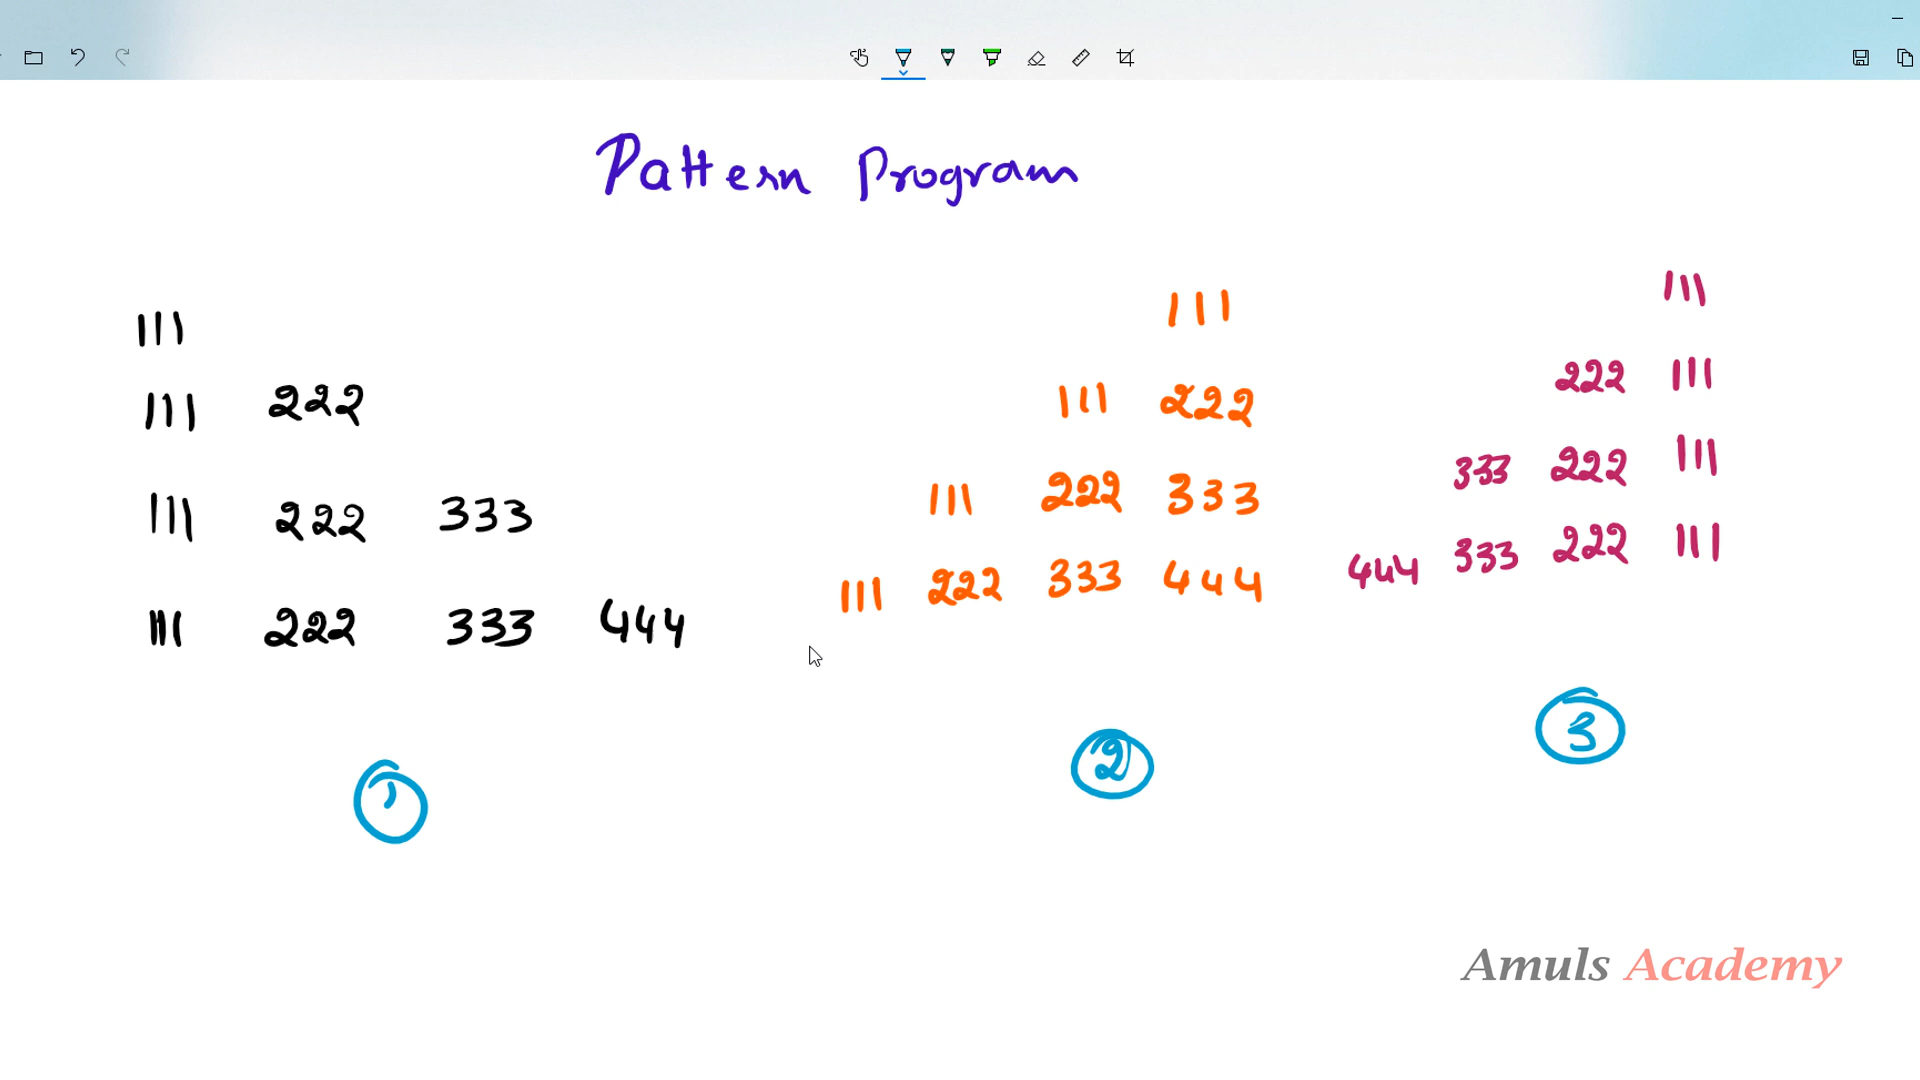 Pattern Program
111
111 222
111 222 333
111 222 333 444
1
111
111 222
111 222 333
111 222 333 444
2
111
222 111
333 222 111
444 333 222 111
3
Amuls Academy